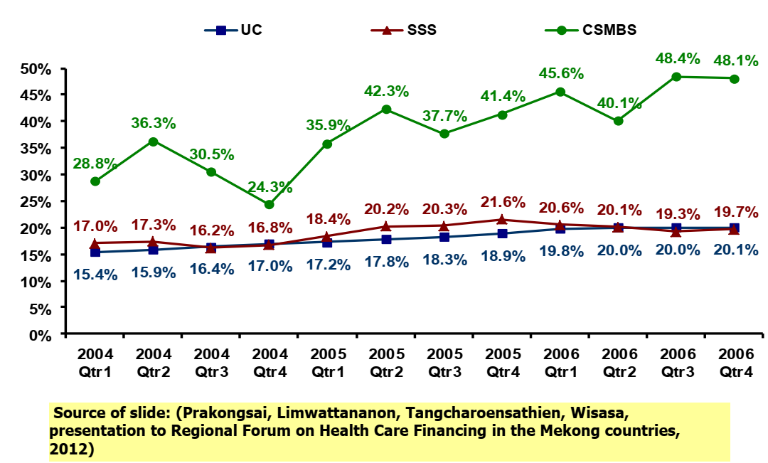 UC SSS CSMBS
50%
45%
40%
35%
30%
25%
20%
15%
10%
5%
0%
28.8% 36.3% 30.5% 24.3% 35.9% 42.3% 37.7% 41.4% 45.6% 40.1% 48.4% 48.1%
17.0% 17.3% 16.2% 16.8% 18.4% 20.2% 20.3% 21.6% 20.6% 20.1% 19.3% 19.7%
15.4% 15.9% 16.4% 17.0% 17.2% 17.8% 18.3% 18.9% 19.8% 20.0% 20.0% 20.1%
2004 2004 2004 2004 2005 2005 2005 2005 2006 2006 2006 2006
Qtr1 Qtr2 Qtr3 Qtr4 Qtr1 Qtr2 Qtr3 Qtr4 Qtr1 Qtr2 Qtr3 Qtr4
Source of slide: (Prakongsai, Limwattananon, Tangcharoensathien, Wisasa,
presentation to Regional Forum on Health Care Financing in the Mekong countries,
2012)